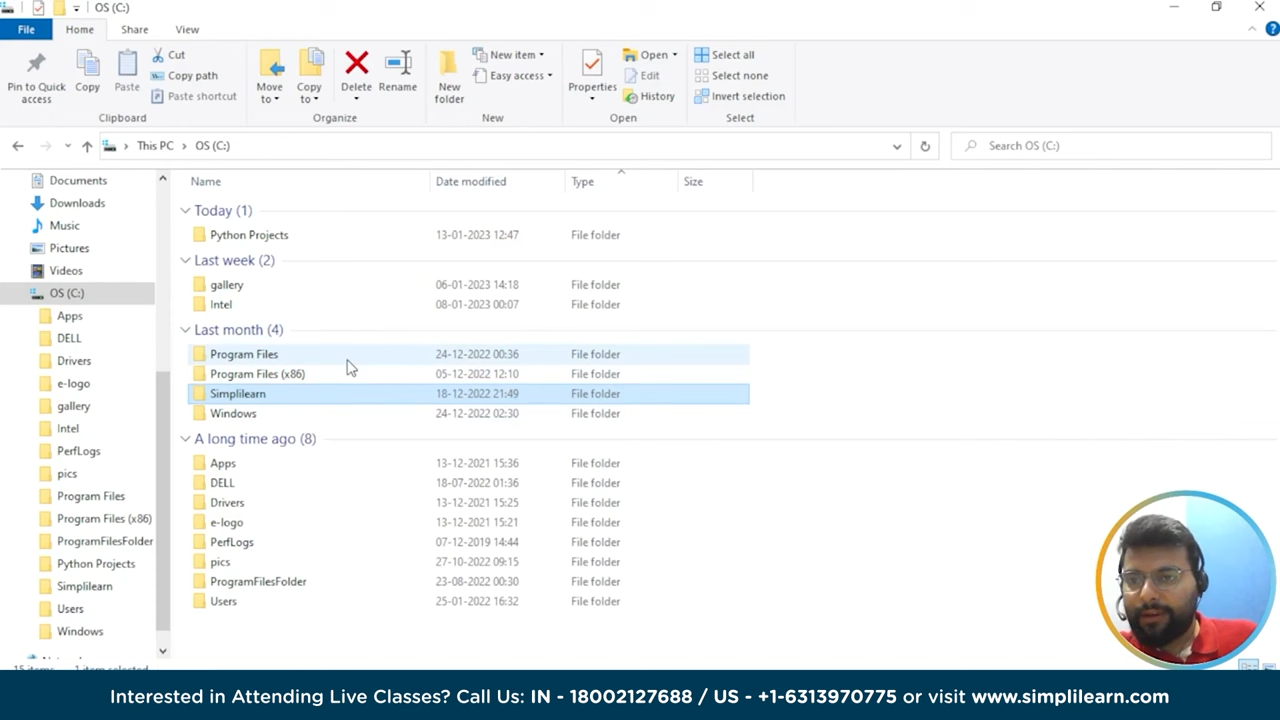 OS (C:)
File Home Share View
Pin to Quick access
Copy
Paste
Cut
Copy path
Paste shortcut
Clipboard
Move to
Copy to
Delete
Rename
Organize
New folder
New item
Easy access
New
Properties
Open
Edit
History
Open
Select all
Select none
Invert selection
Select
This PC > OS (C:)
Search OS (C:)
Documents
Downloads
Music
Pictures
Videos
OS (C:)
Apps
DELL
Drivers
e-logo
gallery
Intel
PerfLogs
pics
Program Files
Program Files (x86)
ProgramFilesFolder
Python Projects
Simplilearn
Users
Windows
Name Date modified Type Size
Today (1)
Python Projects 13-01-2023 12:47 File folder
Last week (2)
gallery 06-01-2023 14:18 File folder
Intel 08-01-2023 00:07 File folder
Last month (4)
Program Files 24-12-2022 00:36 File folder
Program Files (x86) 05-12-2022 12:10 File folder
Simplilearn 18-12-2022 21:49 File folder
Windows 24-12-2022 02:30 File folder
A long time ago (8)
Apps 13-12-2021 15:36 File folder
DELL 18-07-2022 01:36 File folder
Drivers 13-12-2021 15:25 File folder
e-logo 13-12-2021 15:21 File folder
PerfLogs 07-12-2019 14:44 File folder
pics 27-10-2022 09:15 File folder
ProgramFilesFolder 23-08-2022 00:30 File folder
Users 25-01-2022 16:32 File folder
15 items 1 item selected
Interested in Attending Live Classes? Call Us: IN - 18002127688 / US - +1-6313970775 or visit www.simplilearn.com